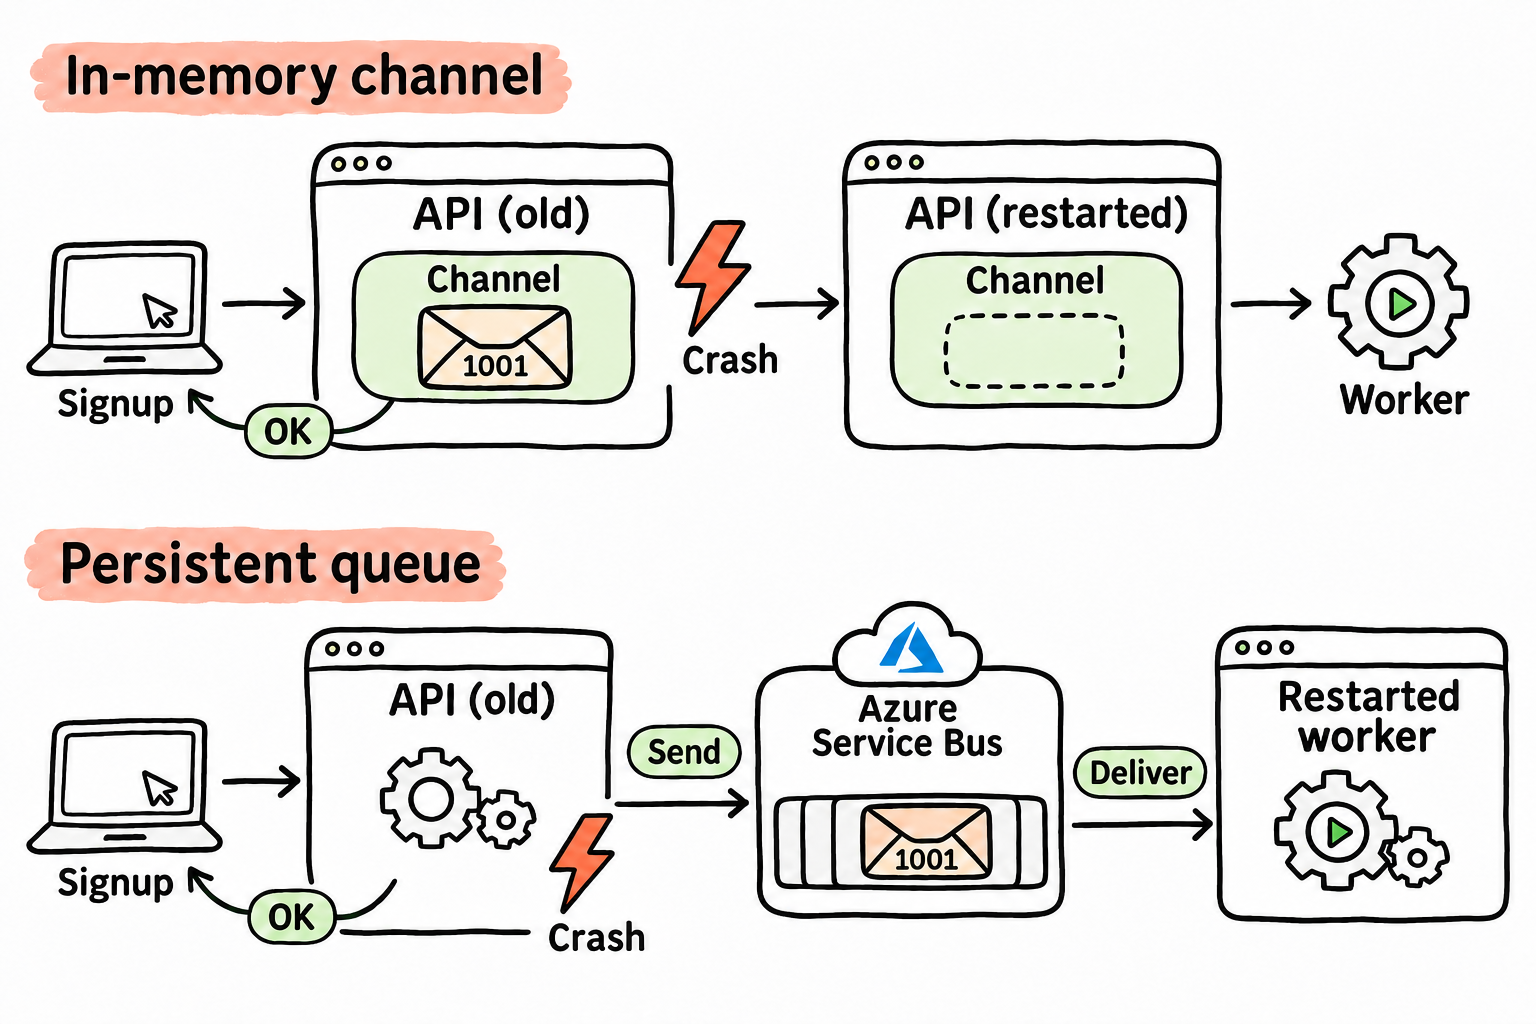 In-memory channel
API (old)
Channel
1001
Signup
OK
Crash
API (restarted)
Channel
Worker
Persistent queue
API (old)
Signup
OK
Crash
Send
Azure
Service Bus
1001
Deliver
Restarted
worker